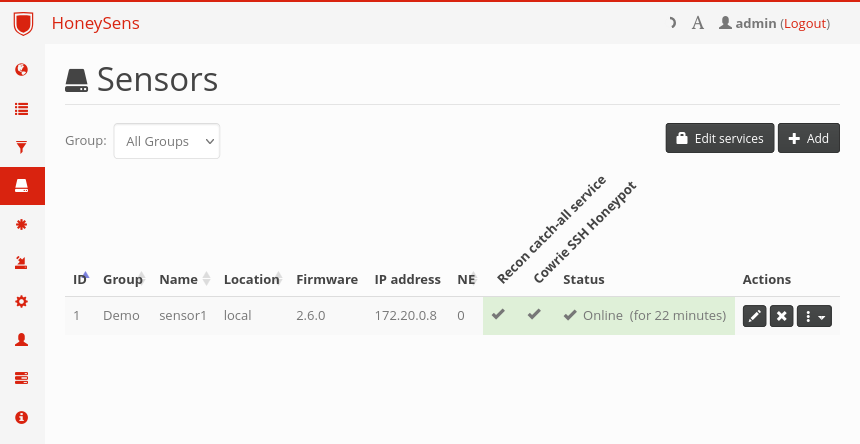 HoneySens
A admin (Logout)
Sensors
Group: All Groups
Edit services Add
Recon catch-all service
Cowrie SSH Honeypot
ID Group Name Location Firmware IP address NE Status Actions
1 Demo sensor1 local 2.6.0 172.20.0.8 0 Online (for 22 minutes)